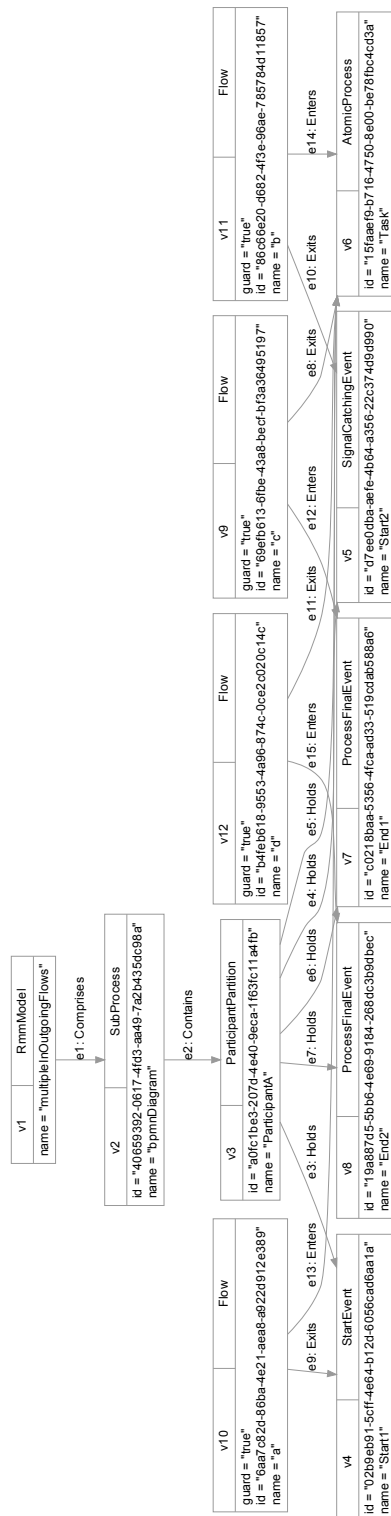 v1
RmmModel
name = "multipleInOutgoingFlows"
e1: Comprises
v2
SubProcess
id = "40659392-0617-4fd3-aa49-7a2b435dc98a"
name = "bpmnDiagram"
e2: Contains
v10
Flow
guard = "true"
id = "6aa7c82d-86ba-4e21-aea8-a922d912e389"
name = "a"
v3
ParticipantPartition
id = "a0fc1be3-207d-4e40-9eca-1f63fc11a4fb"
name = "ParticipantA"
v12
Flow
guard = "true"
id = "b4feb618-9553-4a96-874c-0ce2c020c14c"
name = "d"
v9
Flow
guard = "true"
id = "69efb613-6fbe-43a8-becf-bf3a36495197"
name = "c"
v11
Flow
guard = "true"
id = "86c66e20-d682-4f3e-96ae-785784d11857"
name = "b"
e9: Exits
e13: Enters
e3: Holds
e7: Holds
e6: Holds
e4: Holds
e5: Holds
e15: Enters
e11: Exits
e12: Enters
e8: Exits
e10: Exits
e14: Enters
v4
StartEvent
id = "02b9eb91-5cff-4e64-b12d-6056cad6aa1a"
name = "Start1"
v8
ProcessFinalEvent
id = "19a887d5-5bb6-4e69-9184-268dc3b9dbec"
name = "End2"
v7
ProcessFinalEvent
id = "c0218baa-5356-4fca-ad33-519cdab588a6"
name = "End1"
v5
SignalCatchingEvent
id = "d7ee0dba-aefe-4b64-a356-22c374d9d990"
name = "Start2"
v6
AtomicProcess
id = "15faaef9-b716-4750-8e00-be78fbc4cd3a"
name = "Task"